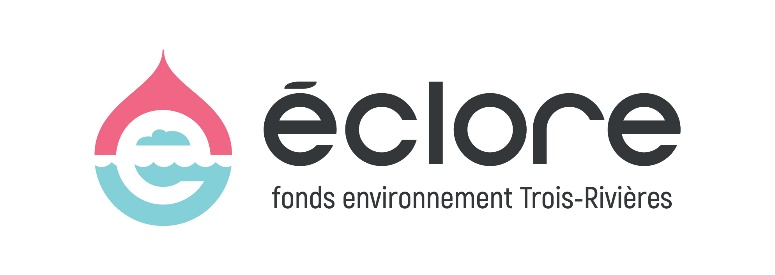 e
éclore
fonds environnement Trois-Rivières